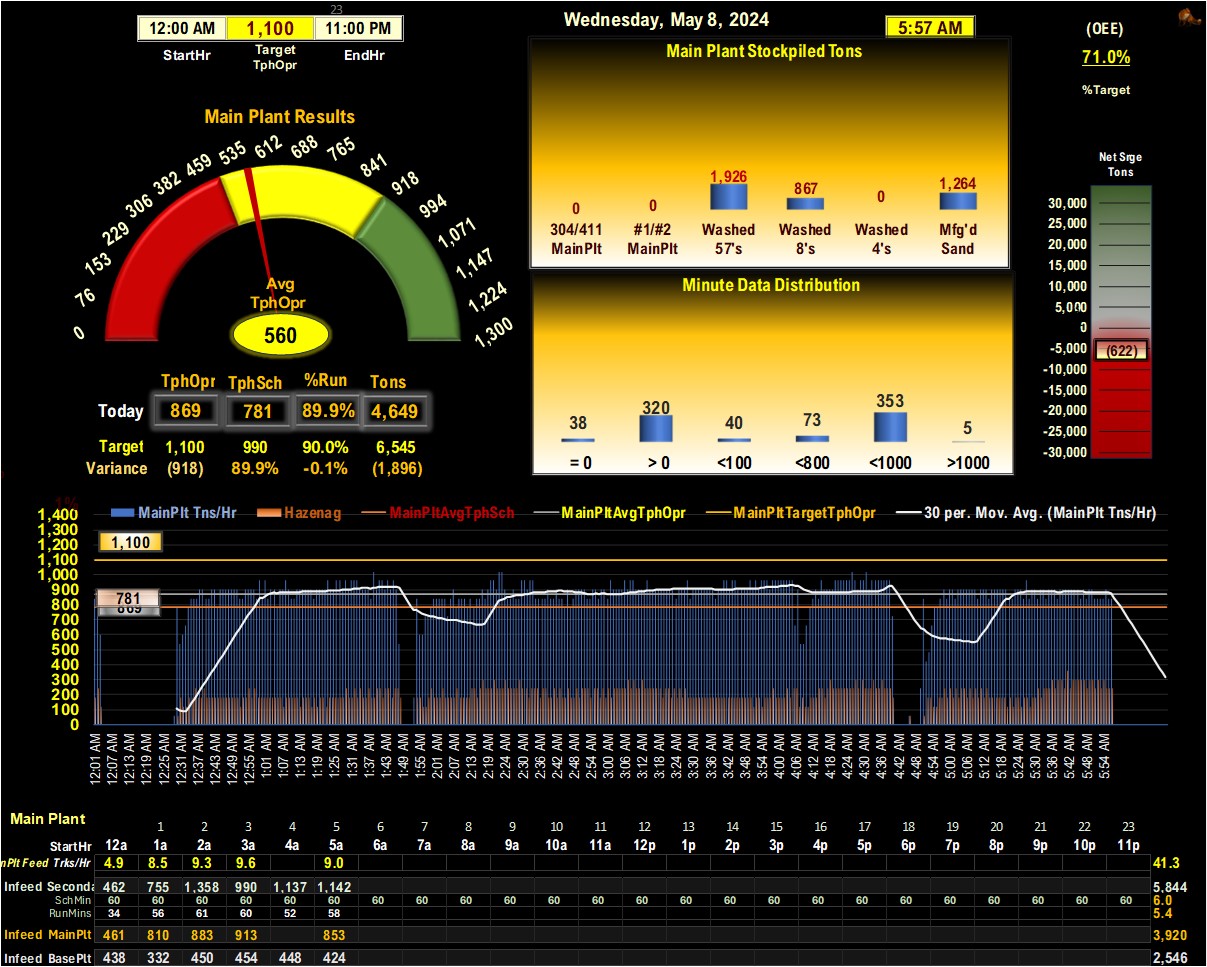 23
12:00 AM 1,100 11:00 PM
StartHr Target TphOpr EndHr
Wednesday, May 8, 2024
5:57 AM
(OEE)
71.0%
%Target
Main Plant Results
0 76 153 229 306 382 459 535 612 688 765 841 918 994 1,071 1,147 1,224 1,300
Avg
TphOpr
560
TphOpr TphSch %Run Tons
Today 869 781 89.9% 4,649
Target 1,100 990 90.0% 6,545
Variance (918) 89.9% -0.1% (1,896)
Main Plant Stockpiled Tons
0 0 1,926 867 0 1,264
304/411 #1/#2 Washed Washed Washed Mfg'd
MainPlt MainPlt 57's 8's 4's Sand
Minute Data Distribution
38 320 40 73 353 5
= 0 > 0 <100 <800 <1000 >1000
Net Srge
Tons
30,000
25,000
20,000
15,000
10,000
5,000
0
-5,000
(622)
-10,000
-15,000
-20,000
-25,000
-30,000
1%
MainPlt Tns/Hr Hazenag MainPltAvgTphSch MainPltAvgTphOpr MainPltTargetTphOpr 30 per. Mov. Avg. (MainPlt Tns/Hr)
1,400
1,300
1,200
1,100
1,000
900
800
700
600
500
400
300
200
100
0
1,100
781
869
12:01 AM 12:07 AM 12:13 AM 12:19 AM 12:25 AM 12:31 AM 12:37 AM 12:43 AM 12:49 AM 12:55 AM 1:01 AM 1:07 AM 1:13 AM 1:19 AM 1:25 AM 1:31 AM 1:37 AM 1:43 AM 1:49 AM 1:55 AM 2:01 AM 2:07 AM 2:13 AM 2:19 AM 2:24 AM 2:30 AM 2:36 AM 2:42 AM 2:48 AM 2:54 AM 3:00 AM 3:06 AM 3:12 AM 3:18 AM 3:24 AM 3:30 AM 3:36 AM 3:42 AM 3:48 AM 3:54 AM 4:00 AM 4:06 AM 4:12 AM 4:18 AM 4:24 AM 4:30 AM 4:36 AM 4:42 AM 4:48 AM 4:54 AM 5:00 AM 5:06 AM 5:12 AM 5:18 AM 5:24 AM 5:30 AM 5:36 AM 5:42 AM 5:48 AM 5:54 AM
Main Plant
1 2 3 4 5 6 7 8 9 10 11 12 13 14 15 16 17 18 19 20 21 22 23
StartHr 12a 1a 2a 3a 4a 5a 6a 7a 8a 9a 10a 11a 12p 1p 2p 3p 4p 5p 6p 7p 8p 9p 10p 11p
nPlt Feed Trks/Hr 4.9 8.5 9.3 9.6 9.0 41.3
Infeed Seconda 462 755 1,358 990 1,137 1,142 5,844
SchMin 60 60 60 60 60 60 60 60 60 60 60 60 60 60 60 60 60 60 60 60 60 60 60 60 6.0
RunMins 34 56 61 60 52 58 5.4
Infeed MainPlt 461 810 883 913 853 3,920
Infeed BasePlt 438 332 450 454 448 424 2,546